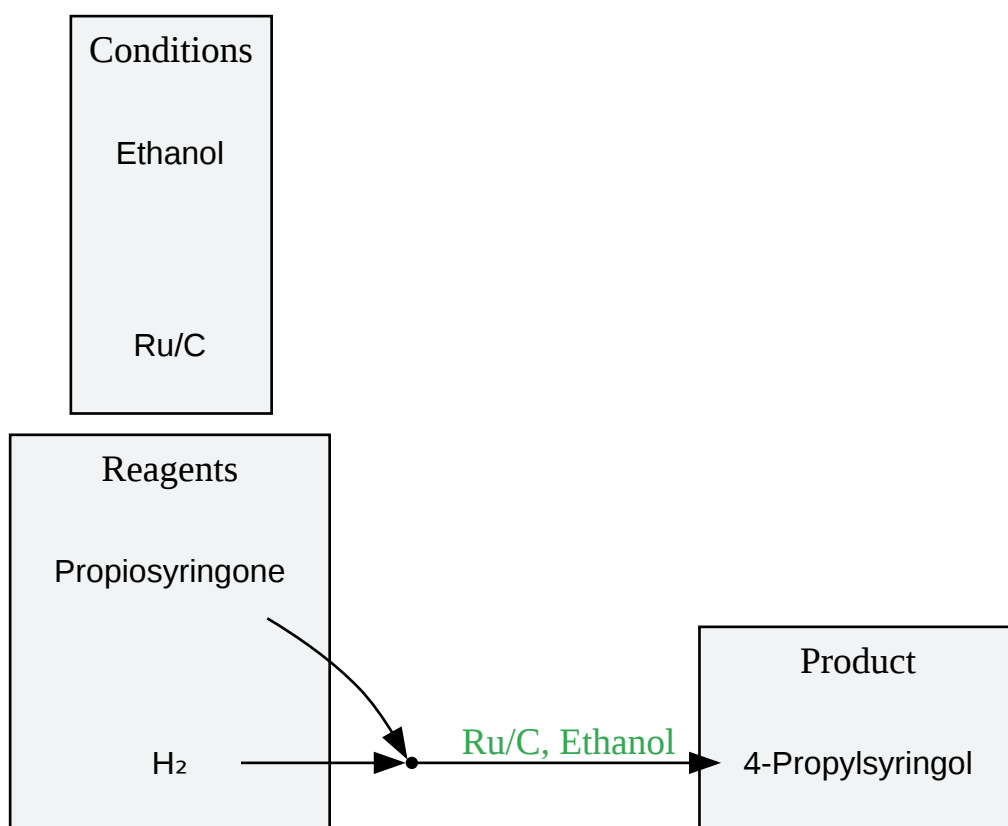 Conditions
Ethanol
Ru/C
Reagents
Propiosyringone
H₂
Ru/C, Ethanol
Product
4-Propylsyringol